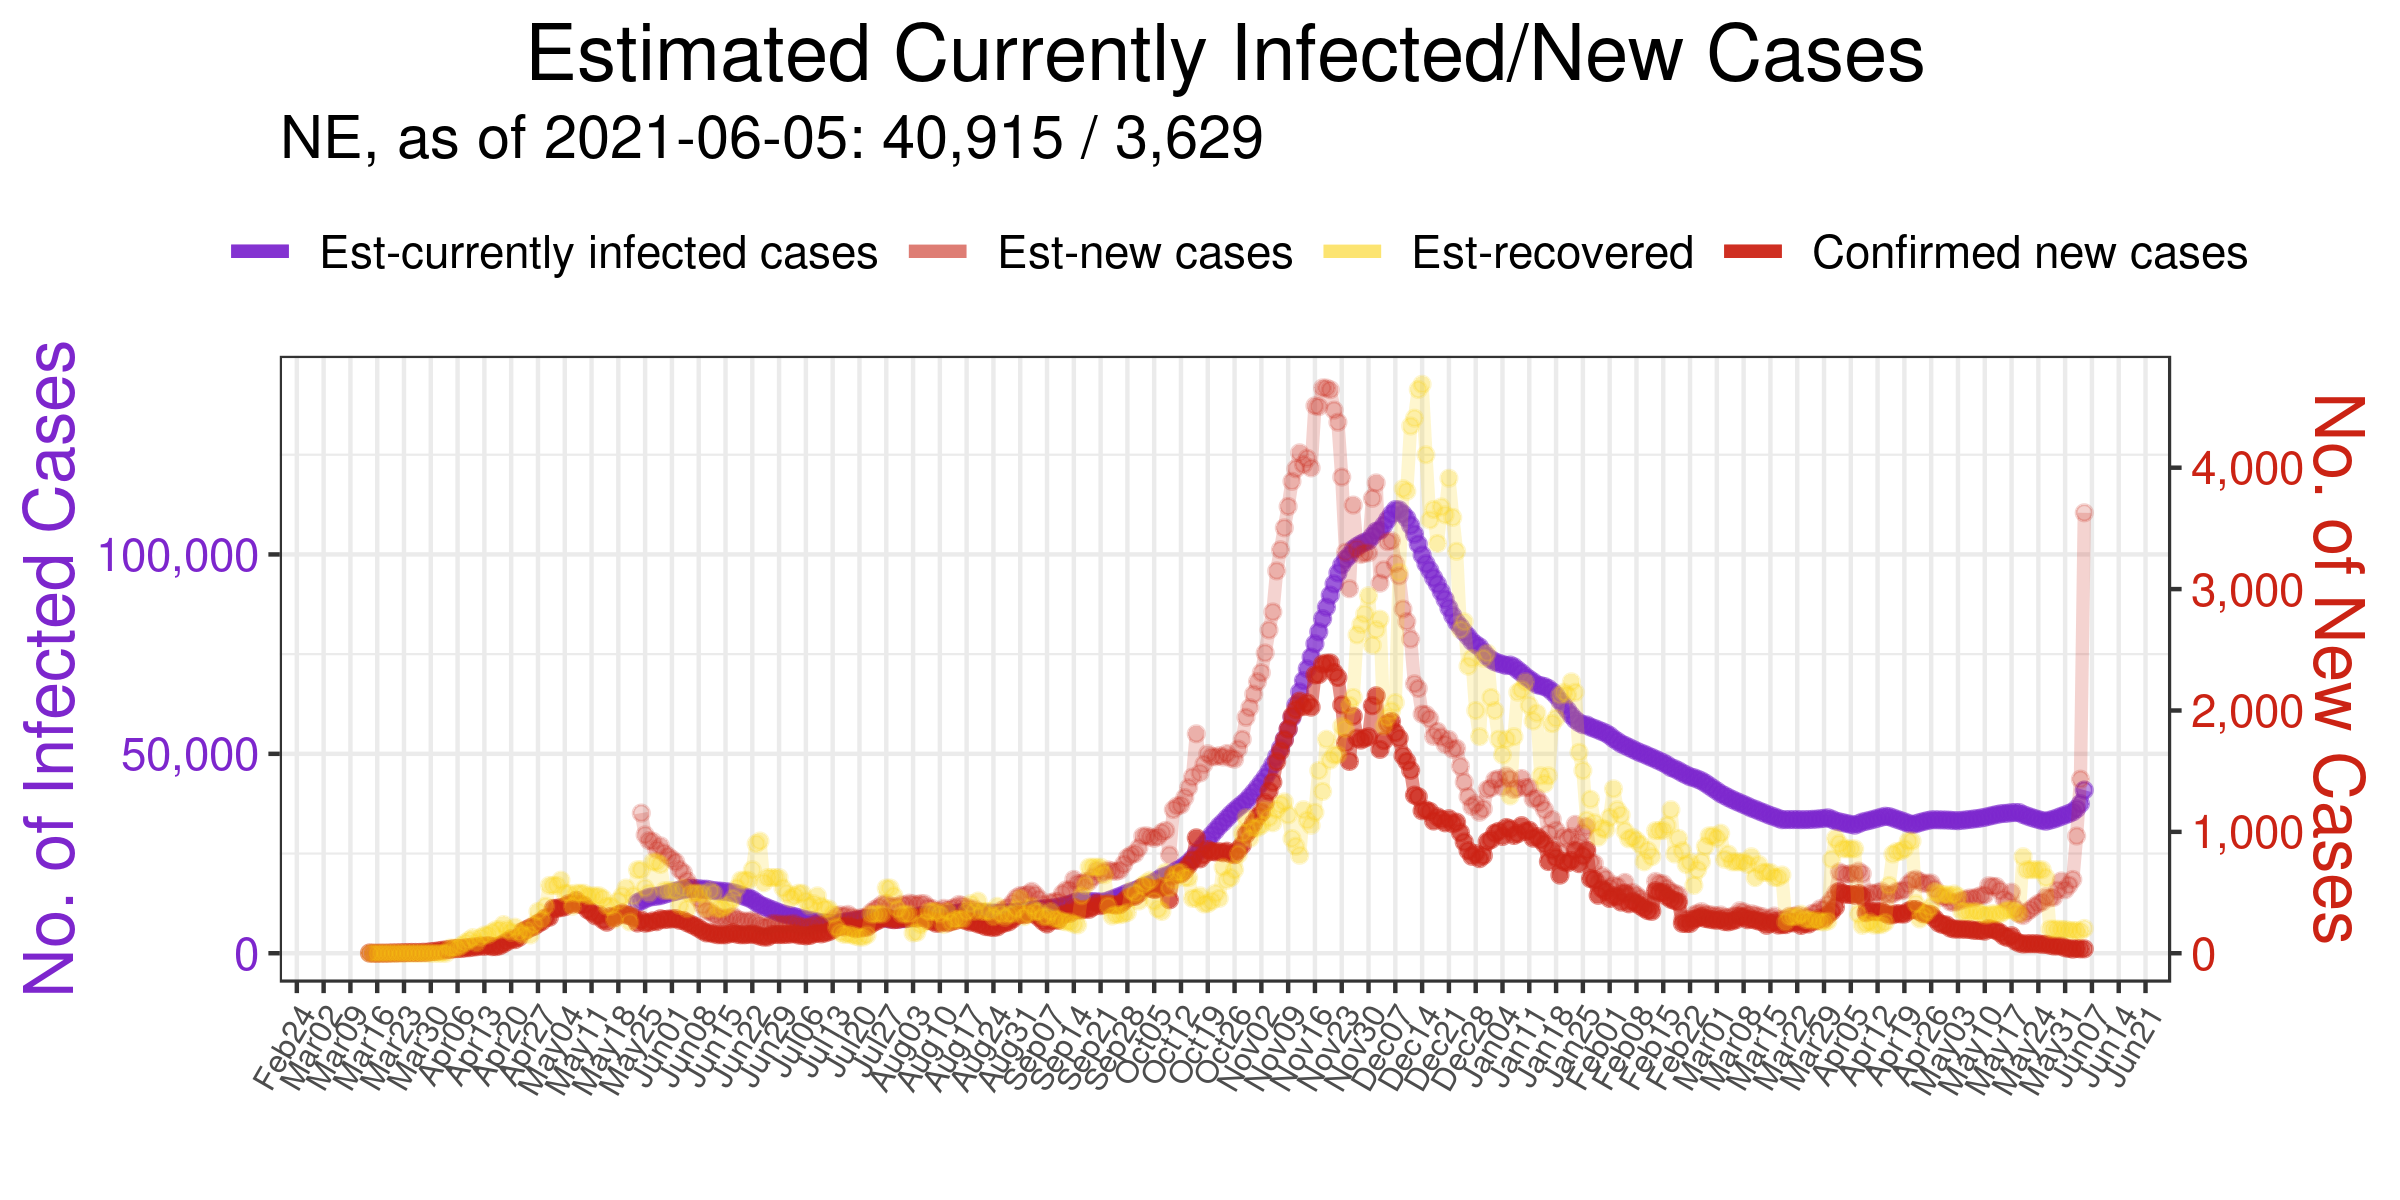 Estimated Currently Infected/New Cases
NE, as of 2021-06-05: 40,915 / 3,629
Est-currently infected cases
Est-new cases
Est-recovered
Confirmed new cases
No. of Infected Cases
100,000
50,000
0
4,000
3,000
2,000
1,000
0
No. of New Cases
Feb24
Mar02
Mar09
Mar16
Mar23
Mar30
Apr06
Apr13
Apr20
Apr27
May04
May11
May18
May25
Jun01
Jun08
Jun15
Jun22
Jun29
Jul06
Jul13
Jul20
Jul27
Aug03
Aug10
Aug17
Aug24
Aug31
Sep07
Sep14
Sep21
Sep28
Oct05
Oct12
Oct19
Oct26
Nov02
Nov09
Nov16
Nov23
Nov30
Dec07
Dec14
Dec21
Dec28
Jan04
Jan11
Jan18
Jan25
Feb01
Feb08
Feb15
Feb22
Mar01
Mar08
Mar15
Mar22
Mar29
Apr05
Apr12
Apr19
Apr26
May03
May10
May17
May24
May31
Jun07
Jun14
Jun21